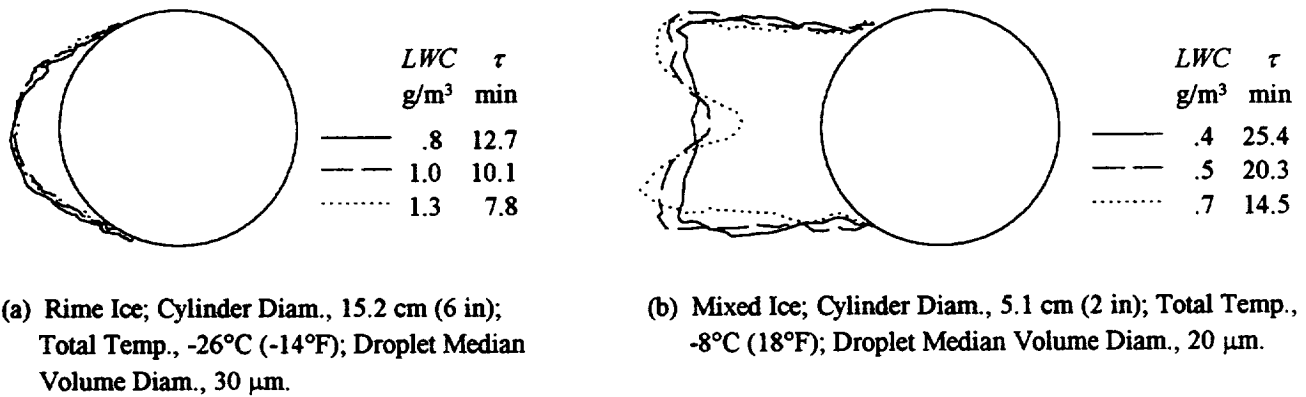 LWC τ
g/m³ min
.8 12.7
1.0 10.1
1.3 7.8
LWC τ
g/m³ min
.4 25.4
.5 20.3
.7 14.5
(a) Rime Ice; Cylinder Diam., 15.2 cm (6 in);
Total Temp., -26°C (-14°F); Droplet Median
Volume Diam., 30 μm.
(b) Mixed Ice; Cylinder Diam., 5.1 cm (2 in); Total Temp.,
-8°C (18°F); Droplet Median Volume Diam., 20 μm.